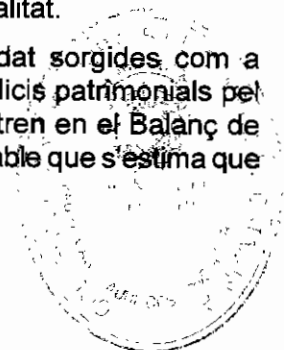 alitat.
dat sorgides com a
licis patrimonials pel
tren en el Balanç de
able que s'estima que